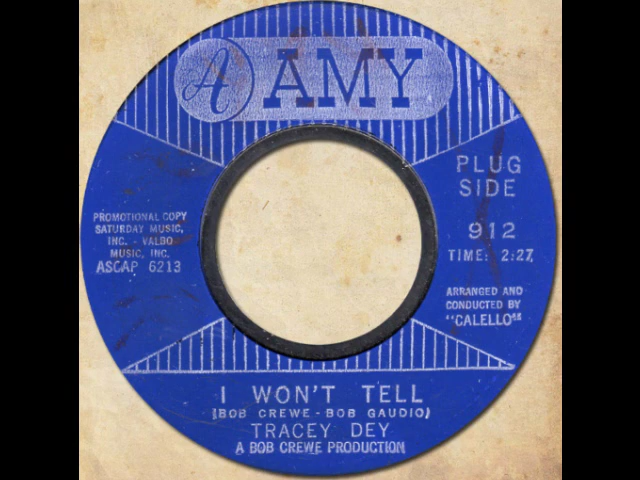 A AMY
PLUG
SIDE
912
TIME: 2:27
PROMOTIONAL COPY
SATURDAY MUSIC,
INC. - VALBO
MUSIC, INC.
ASCAP 6213
ARRANGED AND
CONDUCTED BY
"CALELLO"
I WON'T TELL
(BOB CREWE - BOB GAUDIO)
TRACEY DEY
A BOB CREWE PRODUCTION